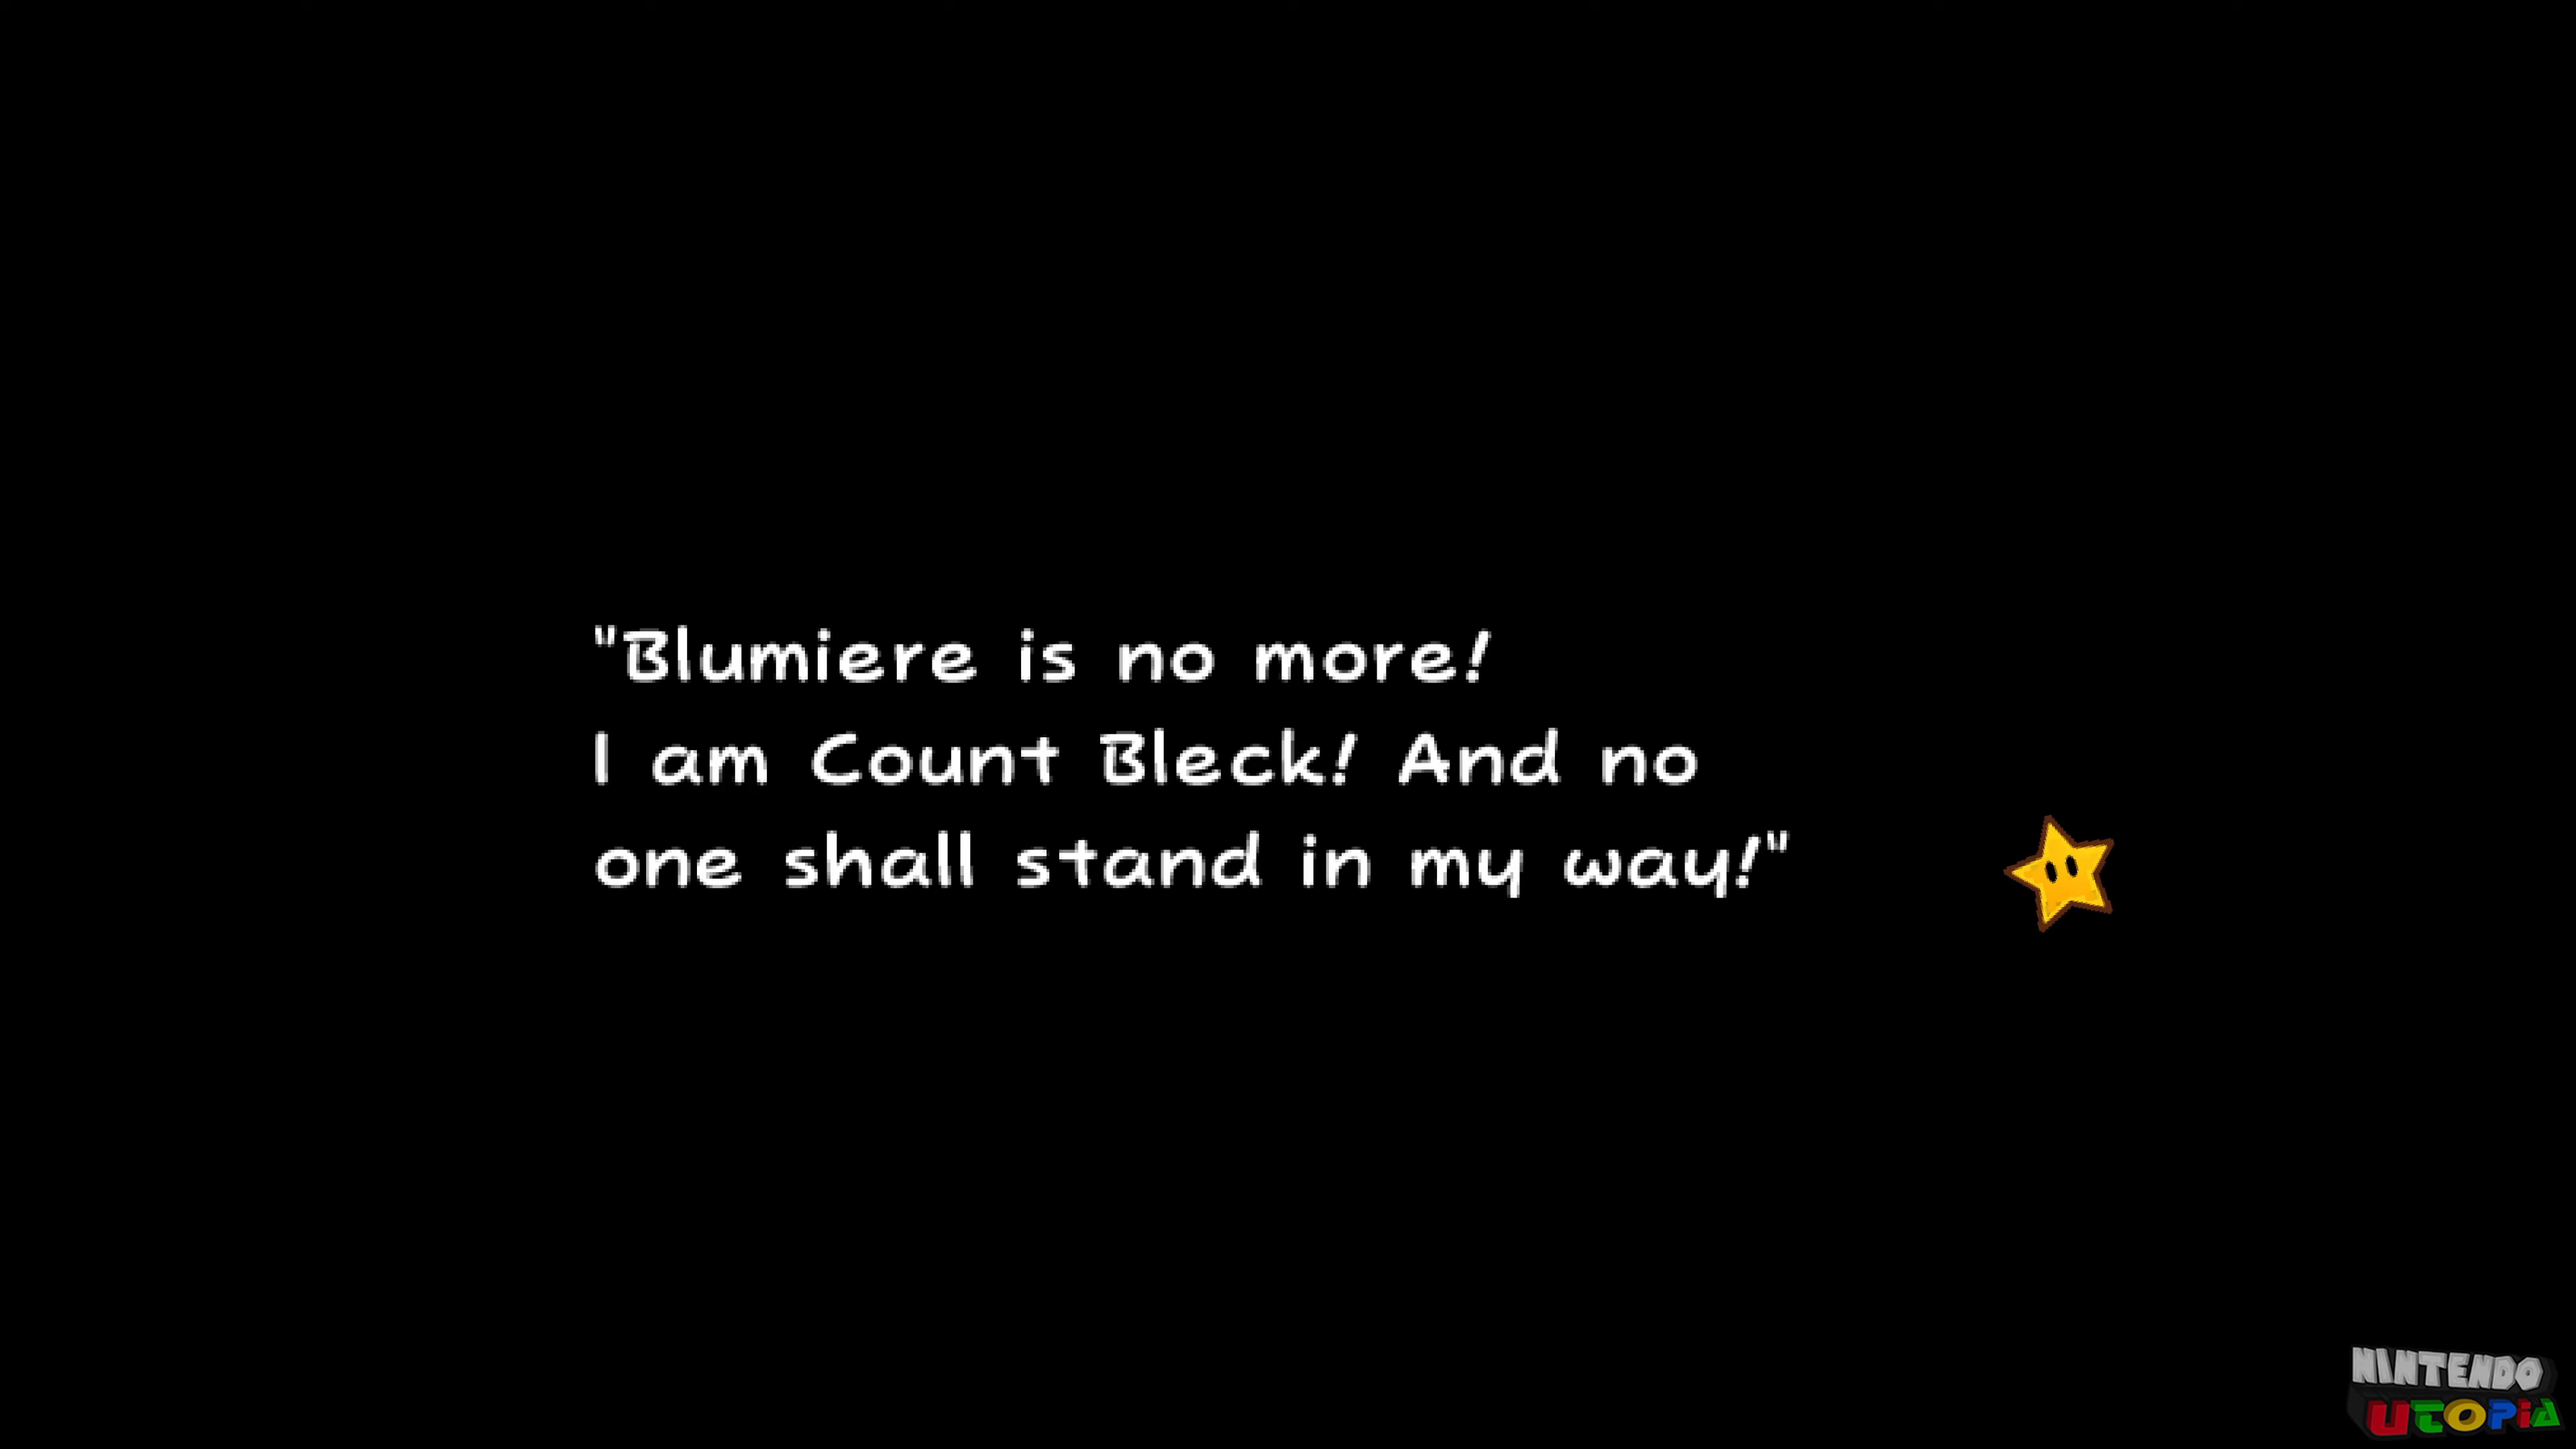 "Blumiere is no more!
I am Count Bleck! And no
one shall stand in my way!"
NINTENDO
UTOPiA